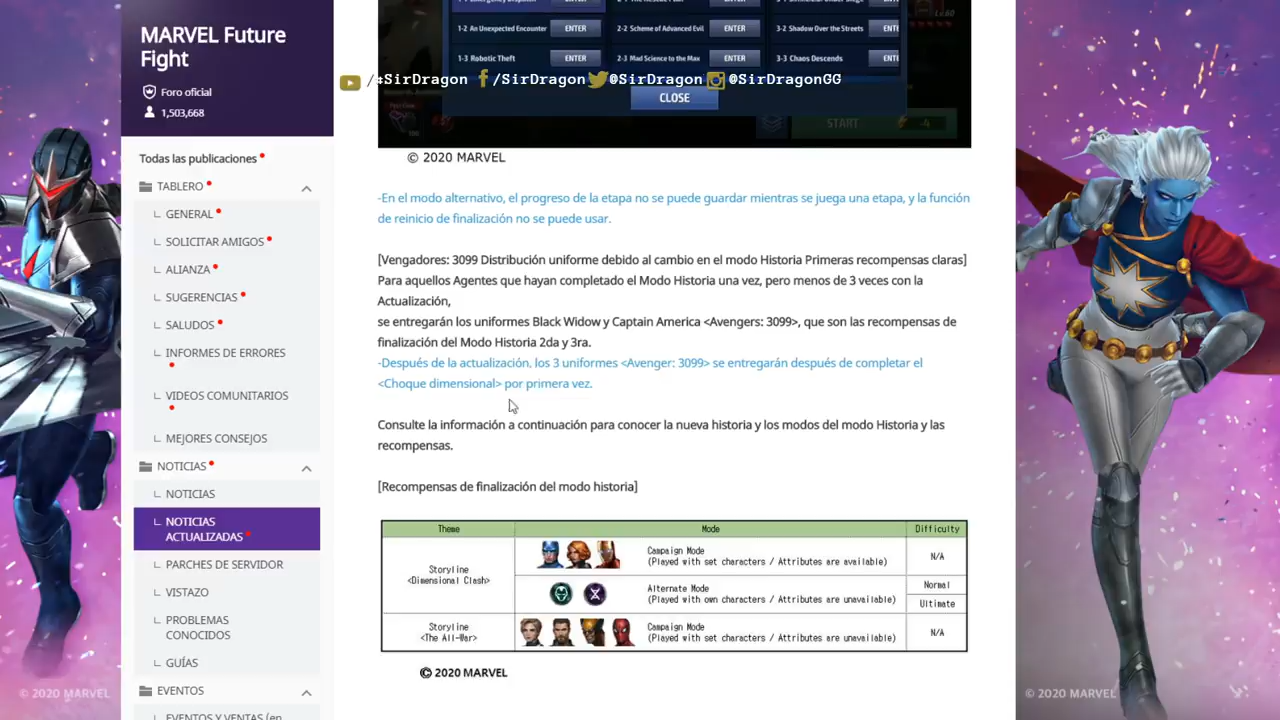 MARVEL Future
Fight
Foro oficial
1,503,668
Todas las publicaciones
TABLERO
GENERAL
SOLICITAR AMIGOS
ALIANZA
SUGERENCIAS
SALUDOS
INFORMES DE ERRORES
VIDEOS COMUNITARIOS
MEJORES CONSEJOS
NOTICIAS
NOTICIAS
NOTICIAS
ACTUALIZADAS
PARCHES DE SERVIDOR
VISTAZO
PROBLEMAS
CONOCIDOS
GUÍAS
EVENTOS
EVENTOS Y VENTAS (en
1-2 An Unexpected Encounter ENTER 2-2 Scheme of Advanced Evil ENTER 3-2 Shadow Over the Streets ENT
1-3 Robotic Theft ENTER 2-3 Mad Science to the Max ENTER 3-3 Chaos Descends ENT
/SirDragon /SirDragon @SirDragon @SirDragonGG
CLOSE
START -4
© 2020 MARVEL
-En el modo alternativo, el progreso de la etapa no se puede guardar mientras se juega una etapa, y la función
de reinicio de finalización no se puede usar.
[Vengadores: 3099 Distribución uniforme debido al cambio en el modo Historia Primeras recompensas claras]
Para aquellos Agentes que hayan completado el Modo Historia una vez, pero menos de 3 veces con la
Actualización,
se entregarán los uniformes Black Widow y Captain America <Avengers: 3099>, que son las recompensas de
finalización del Modo Historia 2da y 3ra.
-Después de la actualización, los 3 uniformes <Avenger: 3099> se entregarán después de completar el
<Choque dimensional> por primera vez.
Consulte la información a continuación para conocer la nueva historia y los modos del modo Historia y las
recompensas.
[Recompensas de finalización del modo historia]
Theme Mode Difficulty
Storyline
<Dimensional Clash>
Campaign Mode
(Played with set characters / Attributes are available)
N/A
Alternate Mode
(Played with own characters / Attributes are unavailable)
Normal
Ultimate
Storyline
<The All-War>
Campaign Mode
(Played with set characters / Attributes are unavailable)
N/A
© 2020 MARVEL
© 2020 MARVEL
© 2020 MARVEL